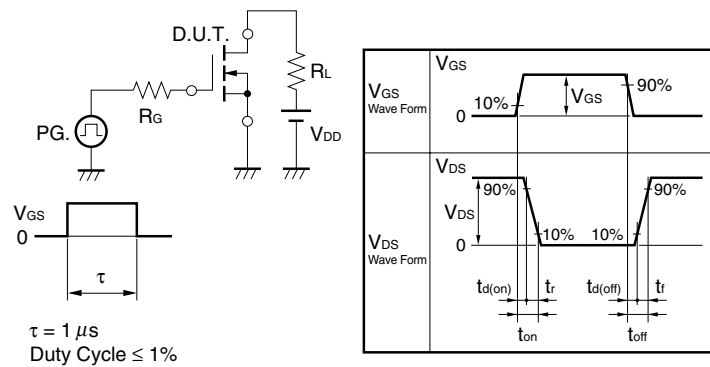 D.U.T.
RL
RG
PG.
VDD
VGS
0
τ
τ = 1 μs
Duty Cycle ≤ 1%
VGS
Wave Form
VGS
10%
0
VGS
90%
VDS
Wave Form
VDS
90%
VDS
0
10%
10%
90%
td(on)
tr
td(off)
tf
ton
toff